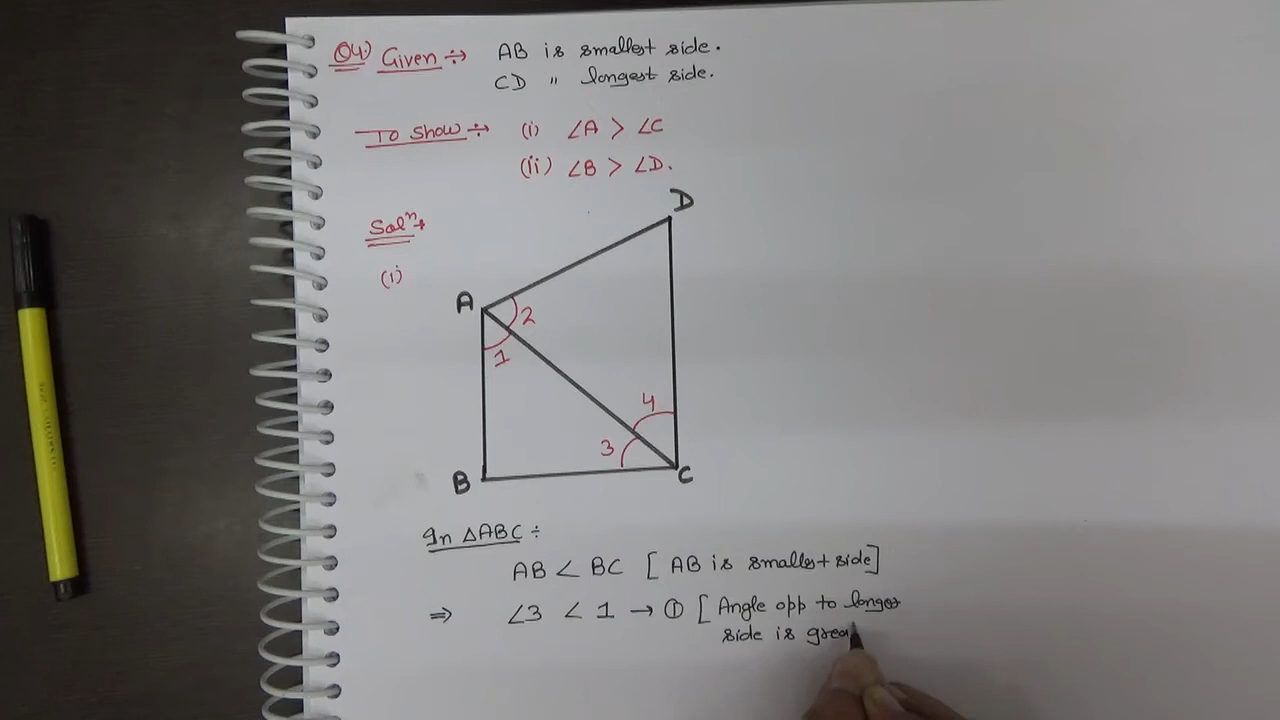 Q4.) Given ÷ AB is smallest side.
CD " longest side.
To show ÷ (i) ∠A > ∠C
(ii) ∠B > ∠D.
Solⁿ→
(i)
D
A
2
1
4
3
B
C
In △ABC ÷
AB < BC [AB is smallest side]
⇒ ∠3 < 1 → ① [Angle opp to longer
side is grea